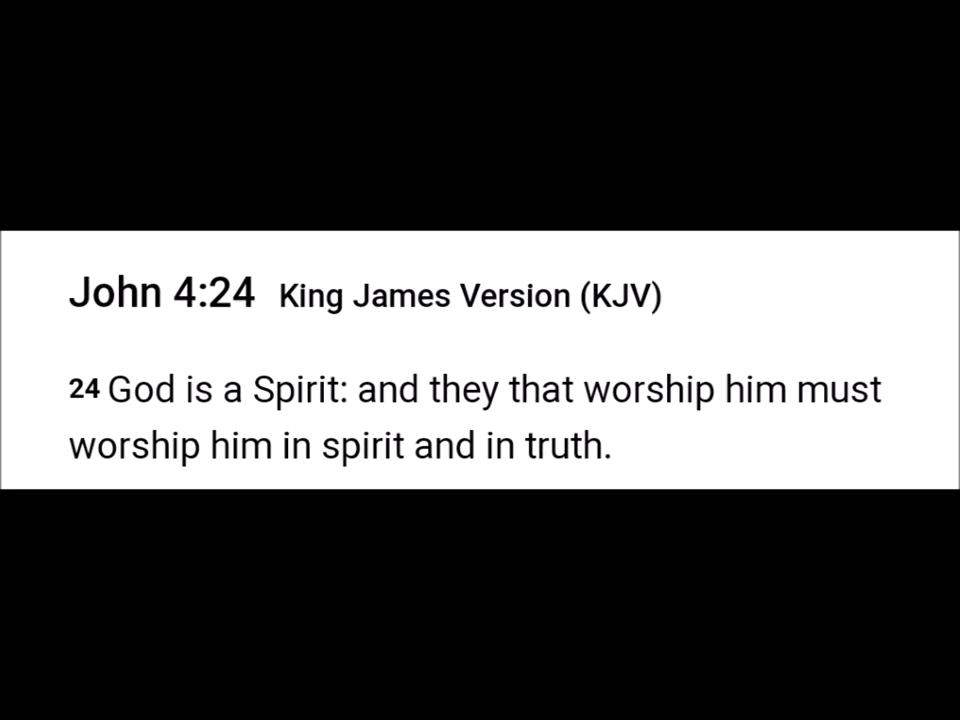 John 4:24 King James Version (KJV)
24 God is a Spirit: and they that worship him must
worship him in spirit and in truth.